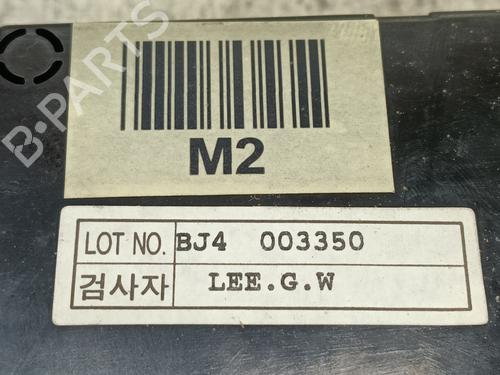 M2
LOT NO. BJ4 003350
검사자 LEE.G.W
B-PARTS